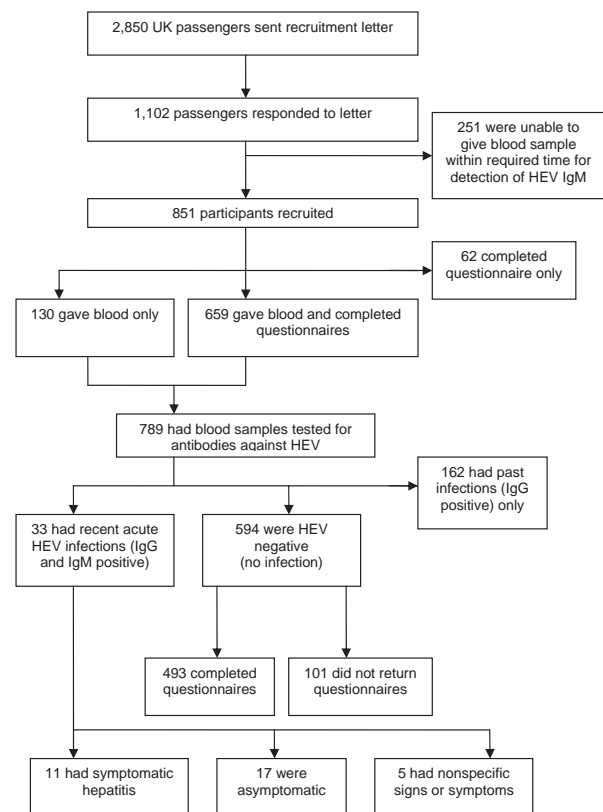 2,850 UK passengers sent recruitment letter
1,102 passengers responded to letter
251 were unable to
give blood sample
within required time for
detection of HEV IgM
851 participants recruited
62 completed
questionnaire only
130 gave blood only
659 gave blood and completed
questionnaires
789 had blood samples tested for
antibodies against HEV
162 had past
infections (IgG
positive) only
33 had recent acute
HEV infections (IgG
and IgM positive)
594 were HEV
negative
(no infection)
493 completed
questionnaires
101 did not return
questionnaires
11 had symptomatic
hepatitis
17 were
asymptomatic
5 had nonspecific
signs or symptoms